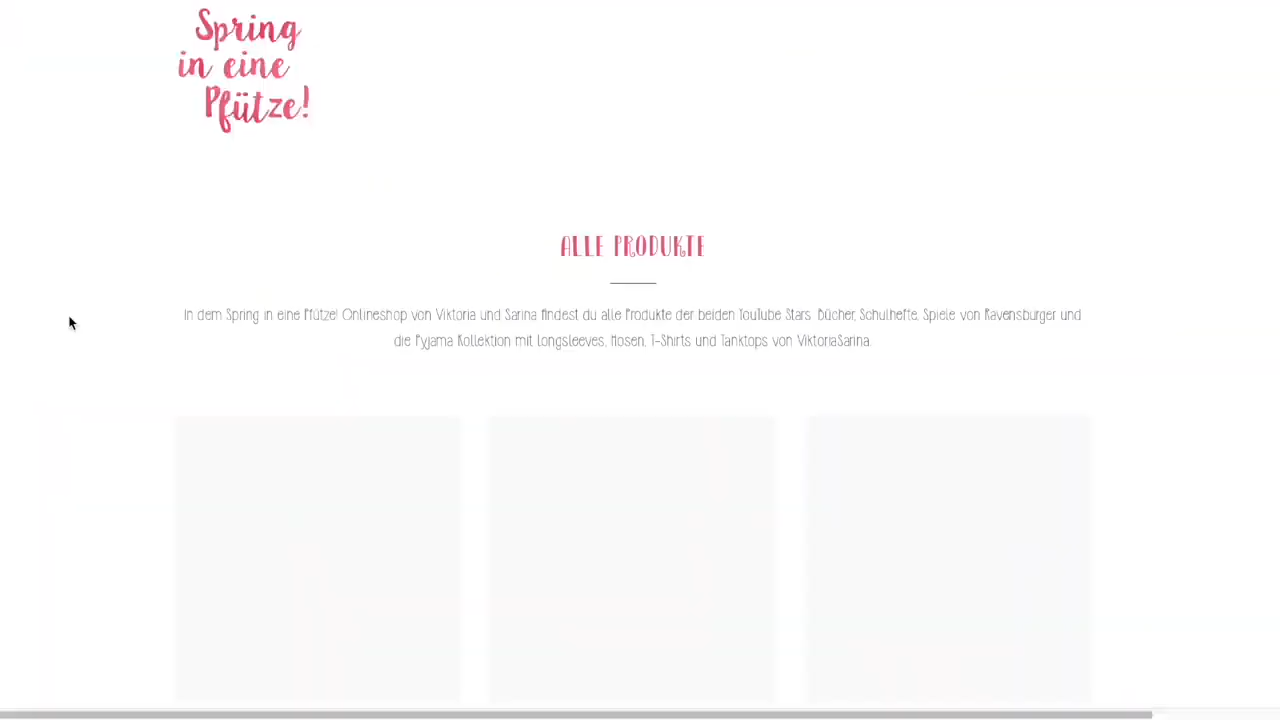 Spring
in eine
Pfütze!
ALLE PRODUKTE
In dem Spring in eine Pfütze! Onlineshop von Viktoria und Sarina findest du alle Produkte der beiden YouTube Stars. Bücher, Schulhefte, Spiele von Ravensburger und
die Pyjama Kollektion mit Longsleeves, Hosen, T-Shirts und Tanktops von ViktoriaSarina.